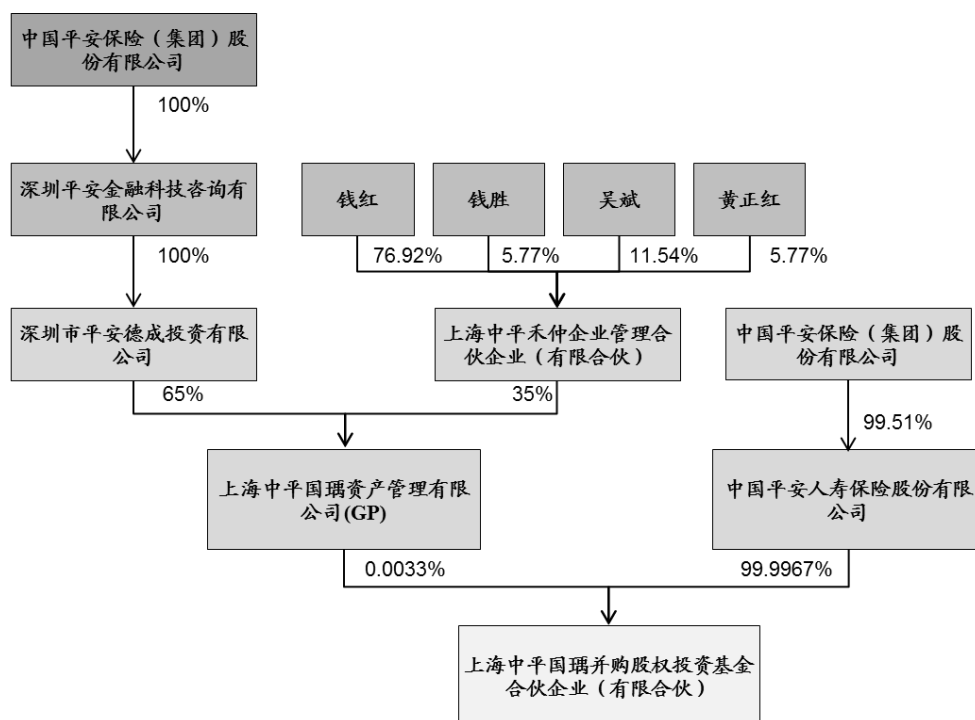 中国平安保险（集团）股
份有限公司
100%
深圳平安金融科技咨询有
限公司
钱红
钱胜
吴斌
黄正红
100%
76.92%
5.77%
11.54%
5.77%
深圳市平安德成投资有限
公司
上海中平禾仲企业管理合
伙企业（有限合伙）
中国平安保险（集团）股
份有限公司
65%
35%
99.51%
上海中平国瑀资产管理有限
公司(GP)
中国平安人寿保险股份有限
公司
0.0033%
99.9967%
上海中平国瑀并购股权投资基金
合伙企业（有限合伙）